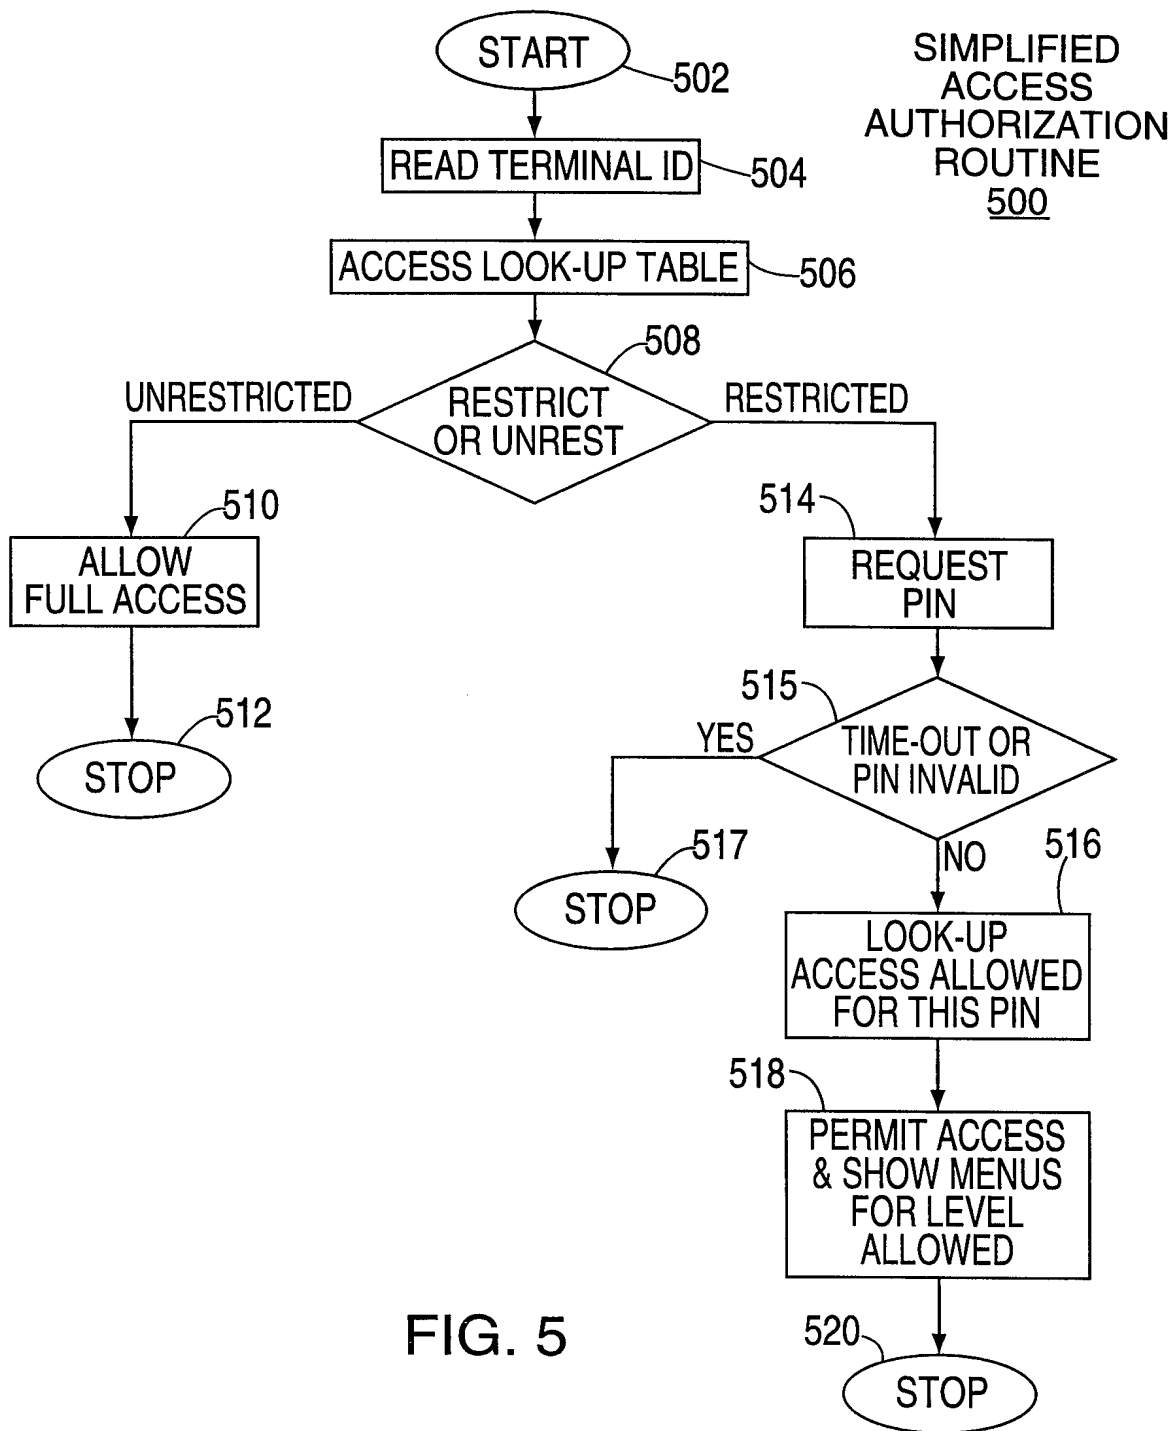 START
502
SIMPLIFIED
ACCESS
AUTHORIZATION
ROUTINE
500
READ TERMINAL ID
504
ACCESS LOOK-UP TABLE
506
508
UNRESTRICTED
RESTRICT
OR UNREST
RESTRICTED
510
ALLOW
FULL ACCESS
512
STOP
514
REQUEST
PIN
515
YES
TIME-OUT OR
PIN INVALID
517
STOP
NO
516
LOOK-UP
ACCESS ALLOWED
FOR THIS PIN
518
PERMIT ACCESS
& SHOW MENUS
FOR LEVEL
ALLOWED
520
STOP
FIG. 5